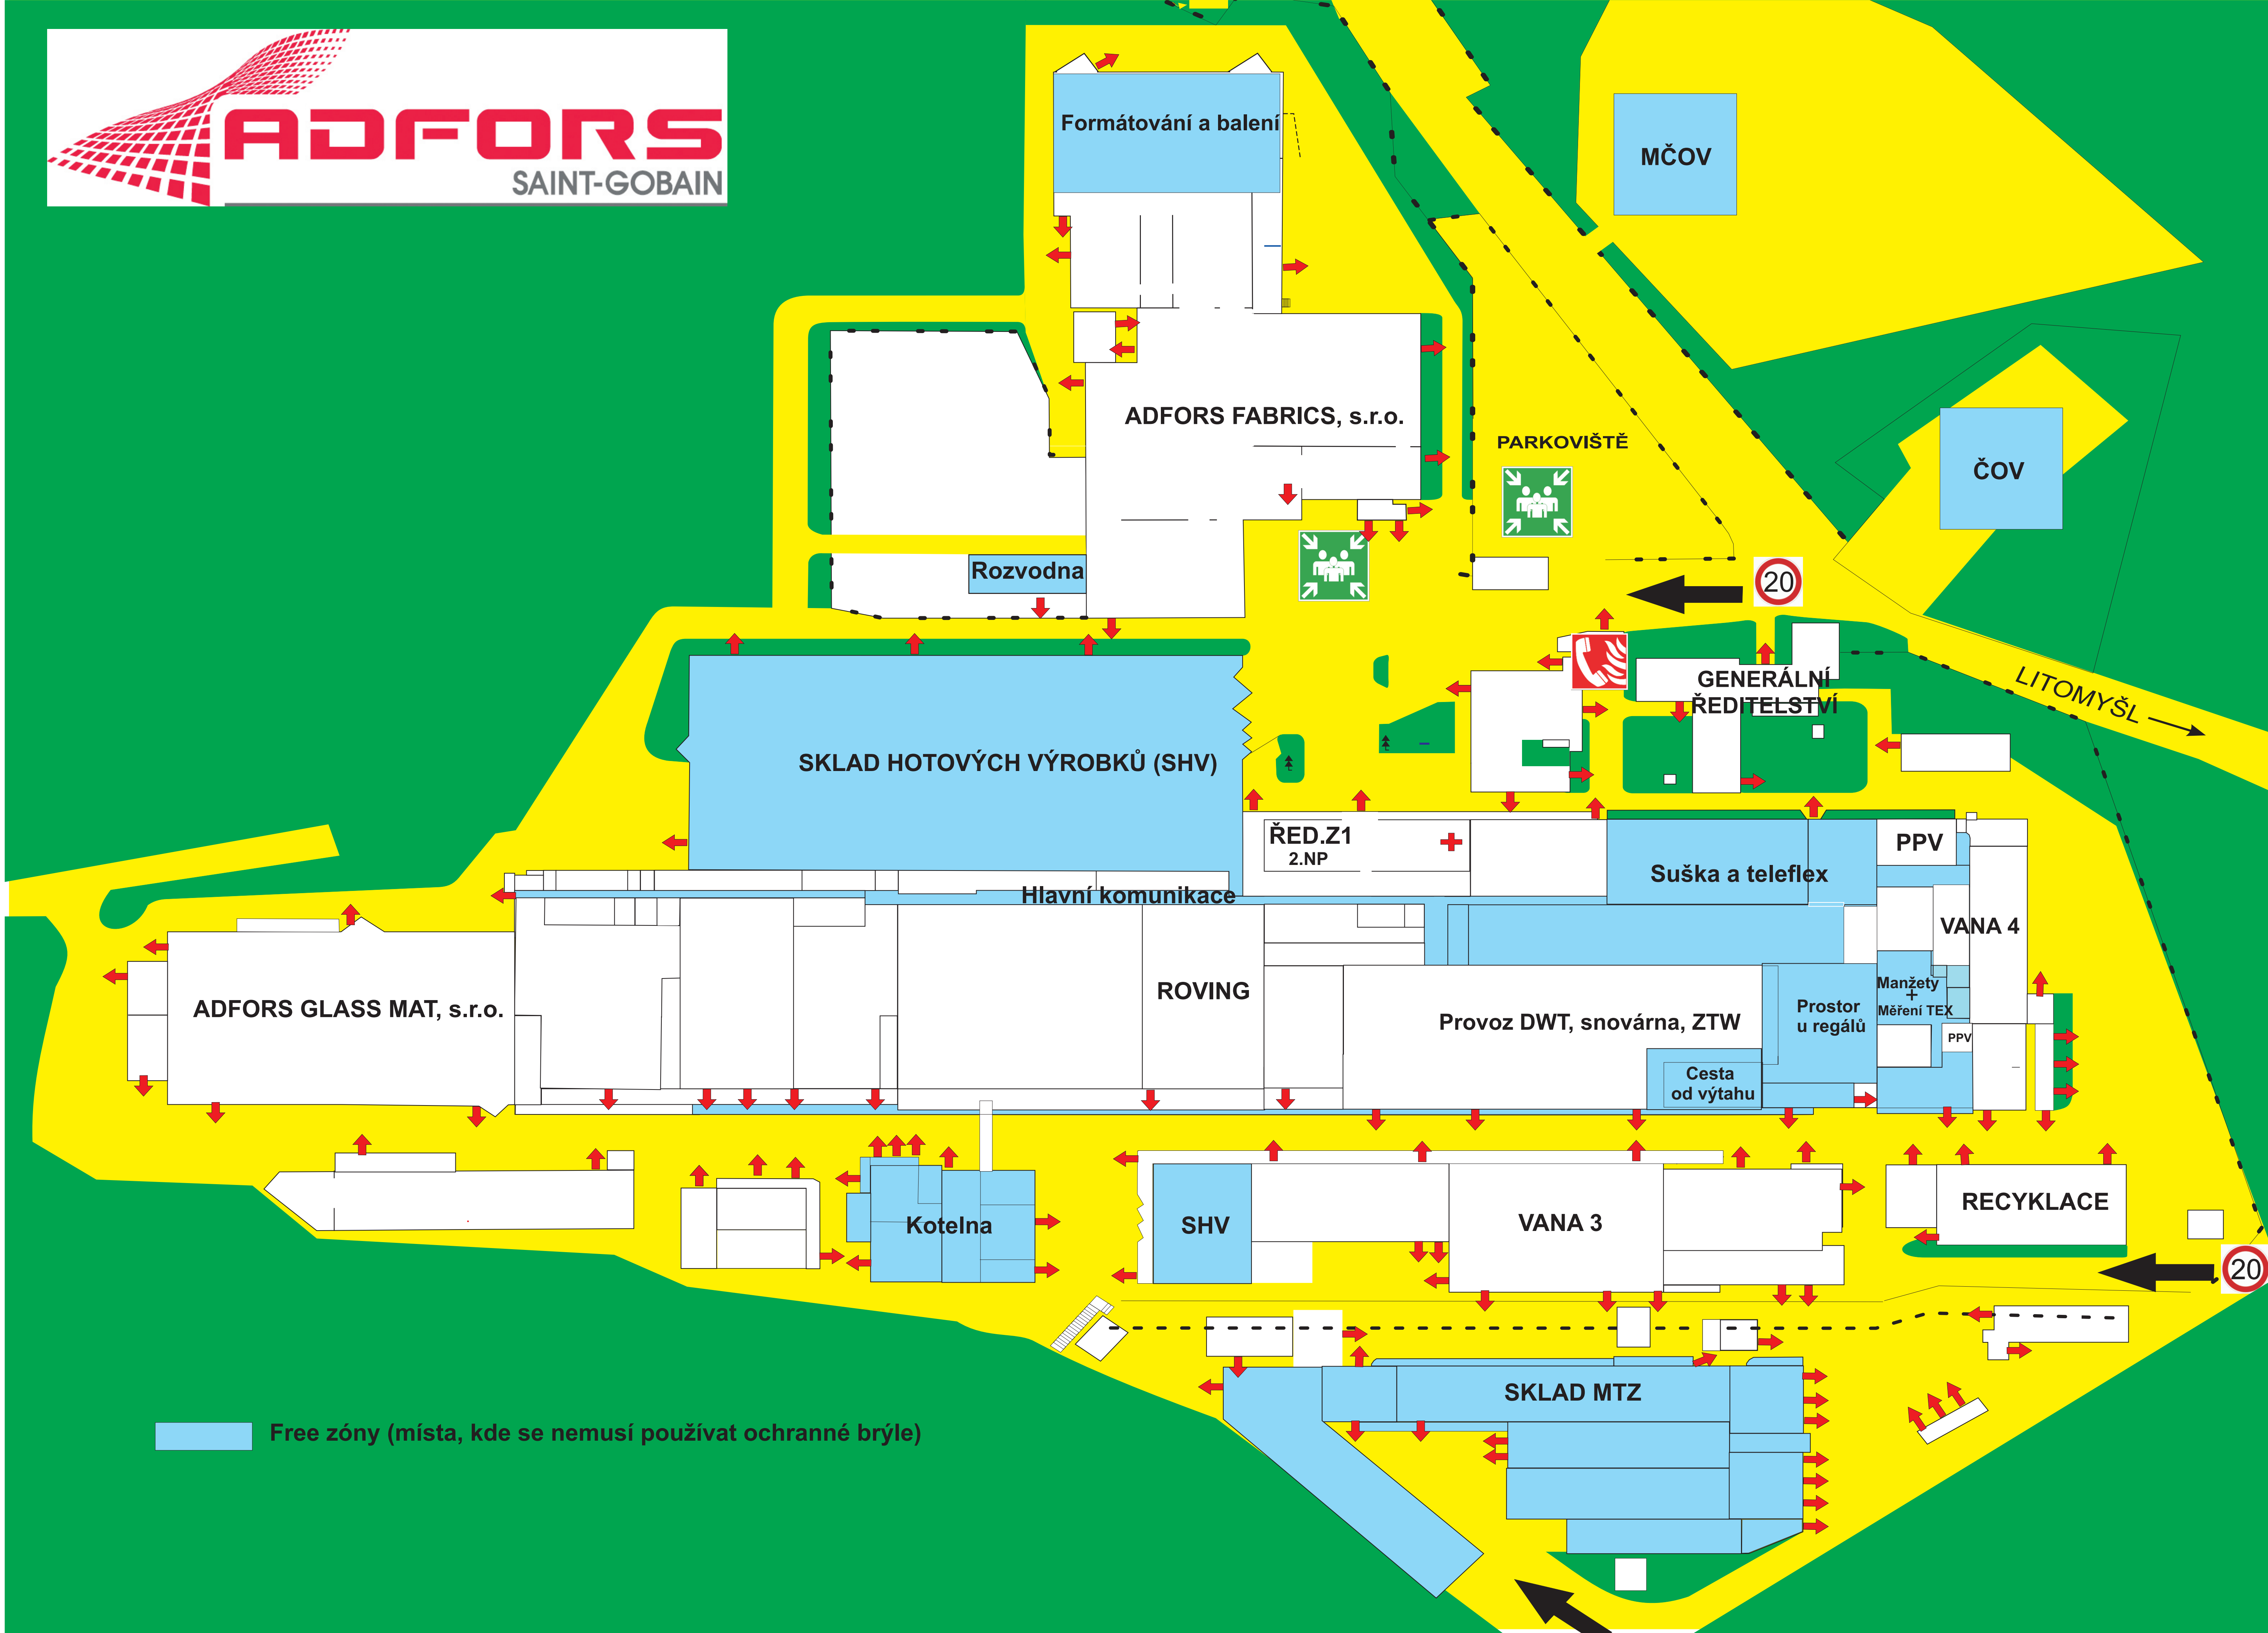 ADFORS
SAINT-GOBAIN
Formátování a balení
MČOV
ADFORS FABRICS, s.r.o.
PARKOVIŠTĚ
ČOV
Rozvodna
20
GENERÁLNÍ
ŘEDITELSTVÍ
LITOMYŠL
SKLAD HOTOVÝCH VÝROBKŮ (SHV)
ŘED.Z1
2.NP
PPV
Suška a teleflex
Hlavní komunikace
VANA 4
ADFORS GLASS MAT, s.r.o.
ROVING
Provoz DWT, snovárna, ZTW
Prostor
u regálů
Manžety
+
Měření TEX
PPV
Cesta
od výtahu
Kotelna
SHV
VANA 3
RECYKLACE
20
SKLAD MTZ
Free zóny (místa, kde se nemusí používat ochranné brýle)